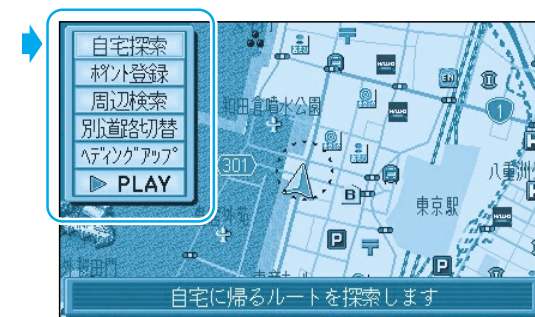 自宅探索
ポイント登録
周辺検索
別道路切替
ヘディングアップ
PLAY
和田倉噴水公園
1
EN
301
八重洲
B
東京駅
P
P
自宅に帰るルートを探索します